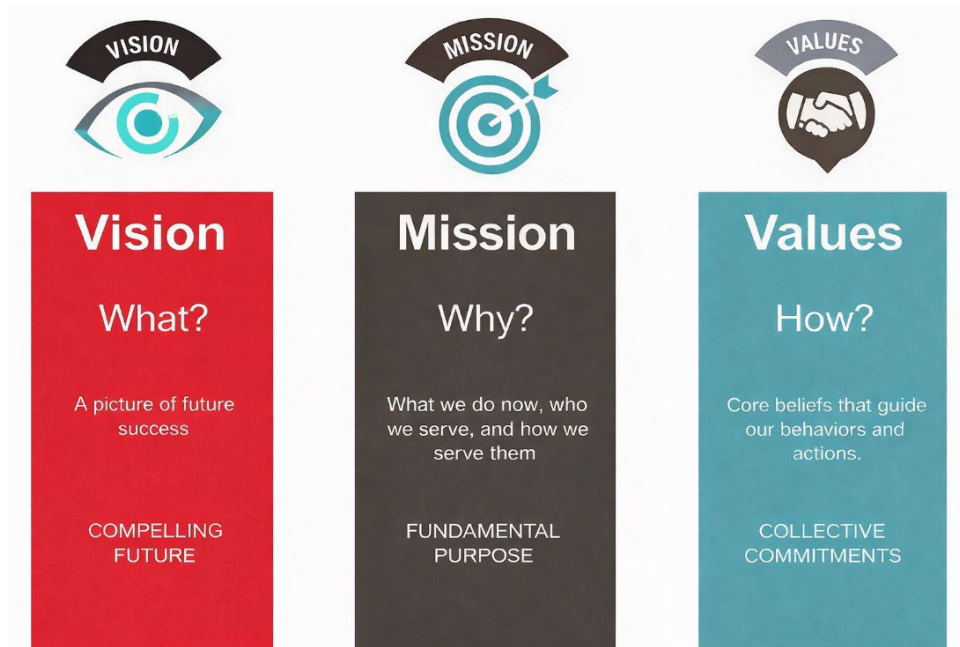 VISION
MISSION
VALUES
Vision
What?
A picture of future
success
COMPELLING
FUTURE
Mission
Why?
What we do now, who
we serve, and how we
serve them
FUNDAMENTAL
PURPOSE
Values
How?
Core beliefs that guide
our behaviors and
actions.
COLLECTIVE
COMMITMENTS